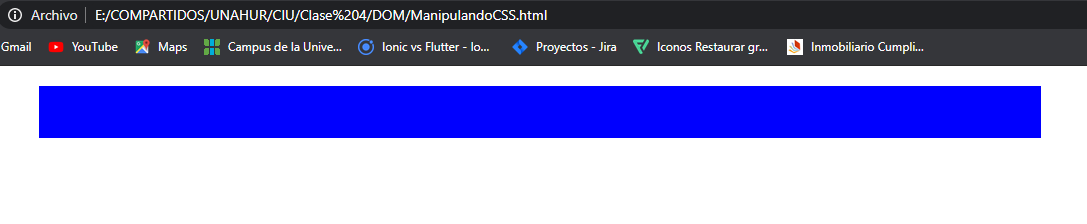 Archivo E:/COMPARTIDOS/UNAHUR/CIU/Clase%204/DOM/ManipulandoCSS.html
Gmail YouTube Maps Campus de la Unive... Ionic vs Flutter - Io... Proyectos - Jira Iconos Restaurar gr... Inmobiliario Cumpli...